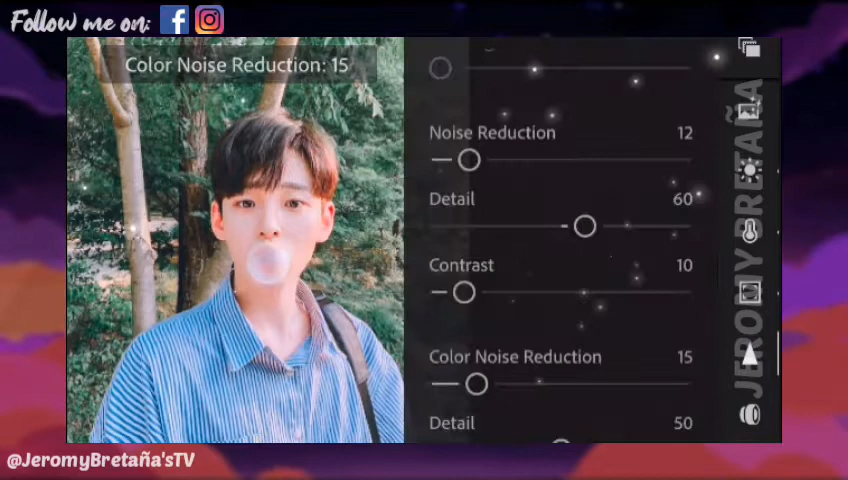 Follow me on:
Color Noise Reduction: 15
Noise Reduction 12
Detail 60
Contrast 10
Color Noise Reduction 15
Detail 50
JEROMY BRETAÑA
@JeromyBretaña'sTV